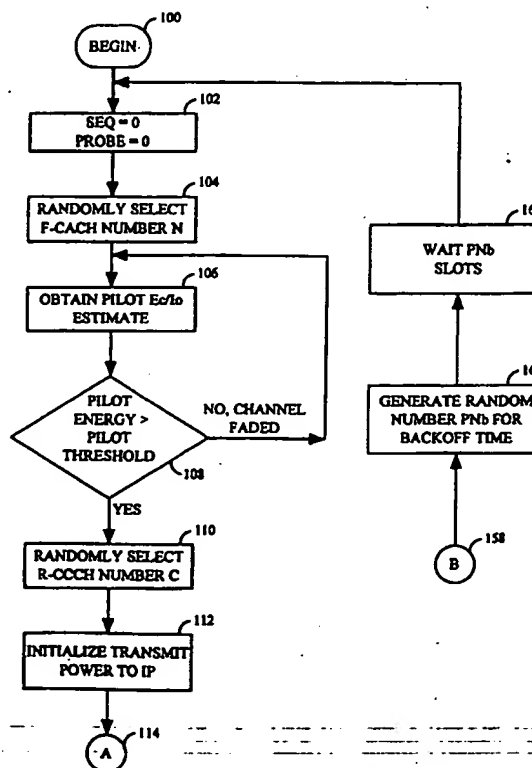 100
BEGIN
102
SEQ = 0
PROBE = 0
104
RANDOMLY SELECT
F-CACH NUMBER N
106
OBTAIN PILOT Ec/Io
ESTIMATE
PILOT
ENERGY >
PILOT
THRESHOLD
108
NO, CHANNEL
FADED
YES
110
RANDOMLY SELECT
R-CCCH NUMBER C
112
INITIALIZE TRANSMIT
POWER TO IP
114
A
16
WAIT PNb
SLOTS
16
GENERATE RANDOM
NUMBER PNb FOR
BACKOFF TIME
158
B